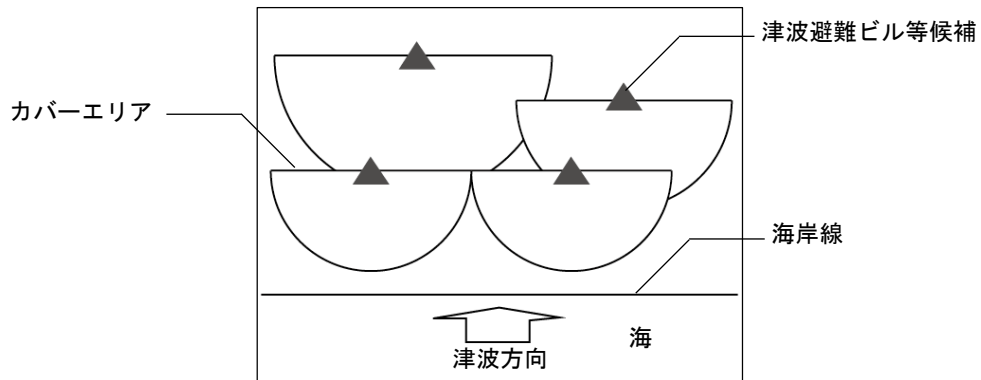 津波避難ビル等候補
カバーエリア
海岸線
海
津波方向